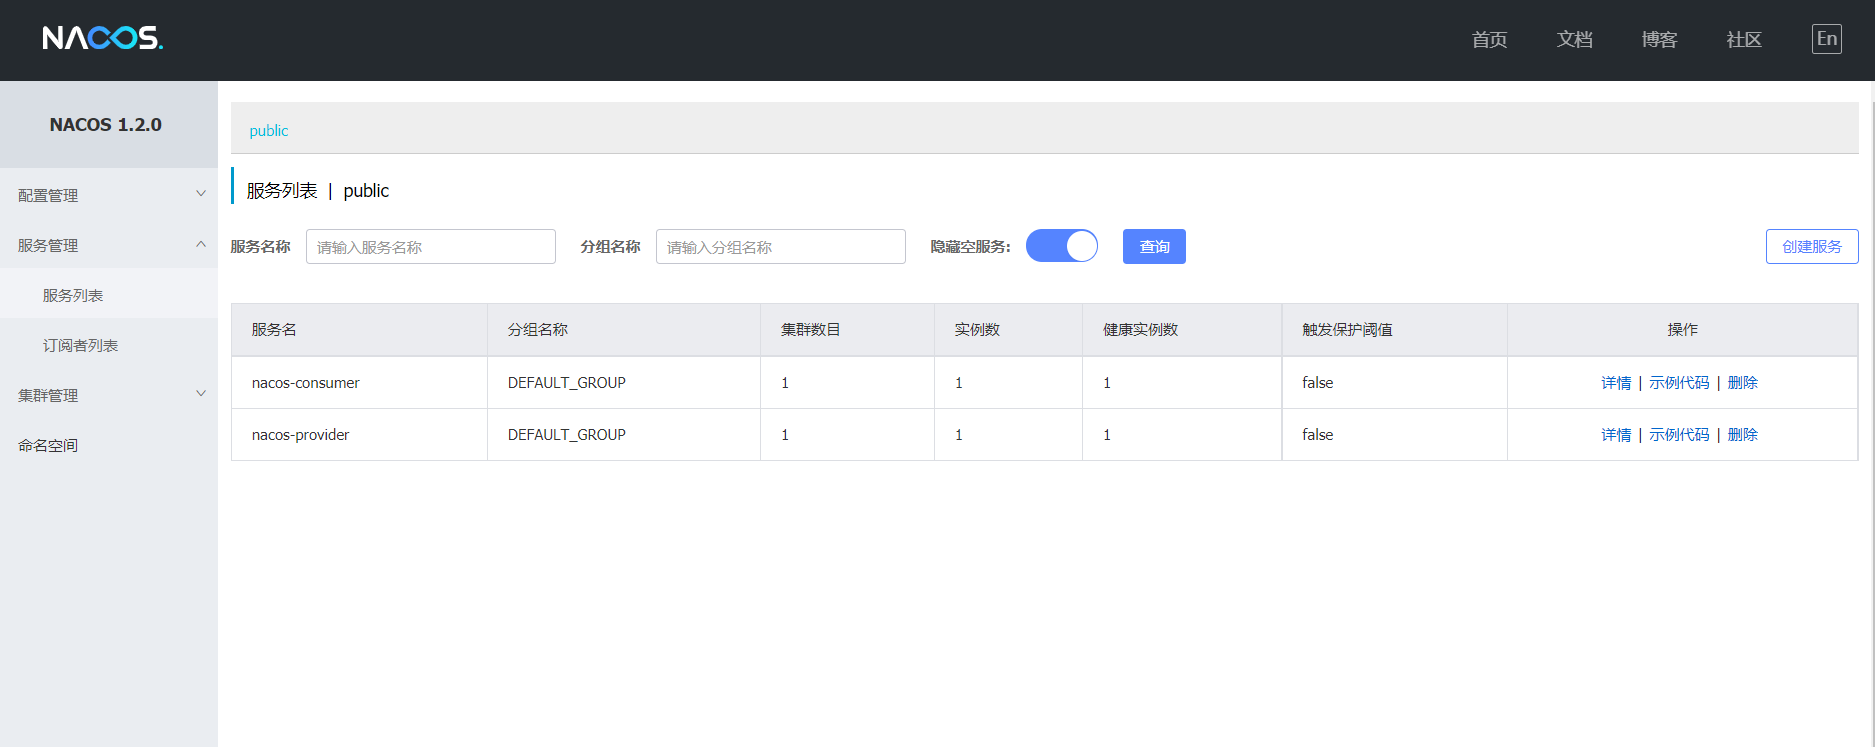 NACOS.
首页 文档 博客 社区 En
NACOS 1.2.0
配置管理
服务管理
服务列表
订阅者列表
集群管理
命名空间
public
服务列表 | public
服务名称 请输入服务名称 分组名称 请输入分组名称 隐藏空服务: 查询 创建服务
服务名 分组名称 集群数目 实例数 健康实例数 触发保护阈值 操作
nacos-consumer DEFAULT_GROUP 1 1 1 false 详情 | 示例代码 | 删除
nacos-provider DEFAULT_GROUP 1 1 1 false 详情 | 示例代码 | 删除